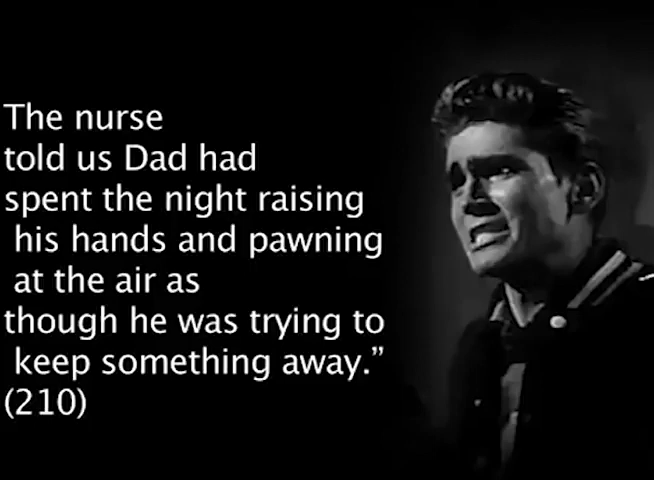 The nurse
told us Dad had
spent the night raising
his hands and pawning
at the air as
though he was trying to
keep something away.”
(210)